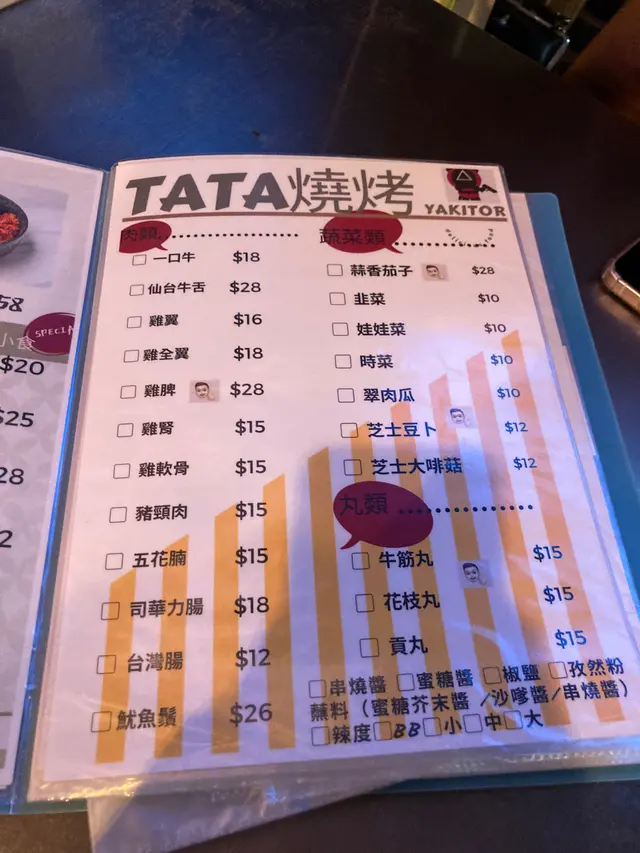 TATA燒烤
YAKITOR
肉類
一口牛 $18
仙台牛舌 $28
雞翼 $16
雞全翼 $18
雞脾 $28
雞腎 $15
雞軟骨 $15
豬頸肉 $15
五花腩 $15
司華力腸 $18
台灣腸 $12
魷魚鬚 $26
蔬菜類
蒜香茄子 $28
韭菜 $10
娃娃菜 $10
時菜 $10
翠肉瓜 $10
芝士豆卜 $12
芝士大啡菇 $12
丸類
牛筋丸 $15
花枝丸 $15
貢丸 $15
串燒醬 蜜糖醬 椒鹽 孜然粉
蘸料（蜜糖芥末醬 /沙嗲醬/串燒醬）
辣度 BB 小 中 大
58
SPECI
小食
$20
$25
28
2